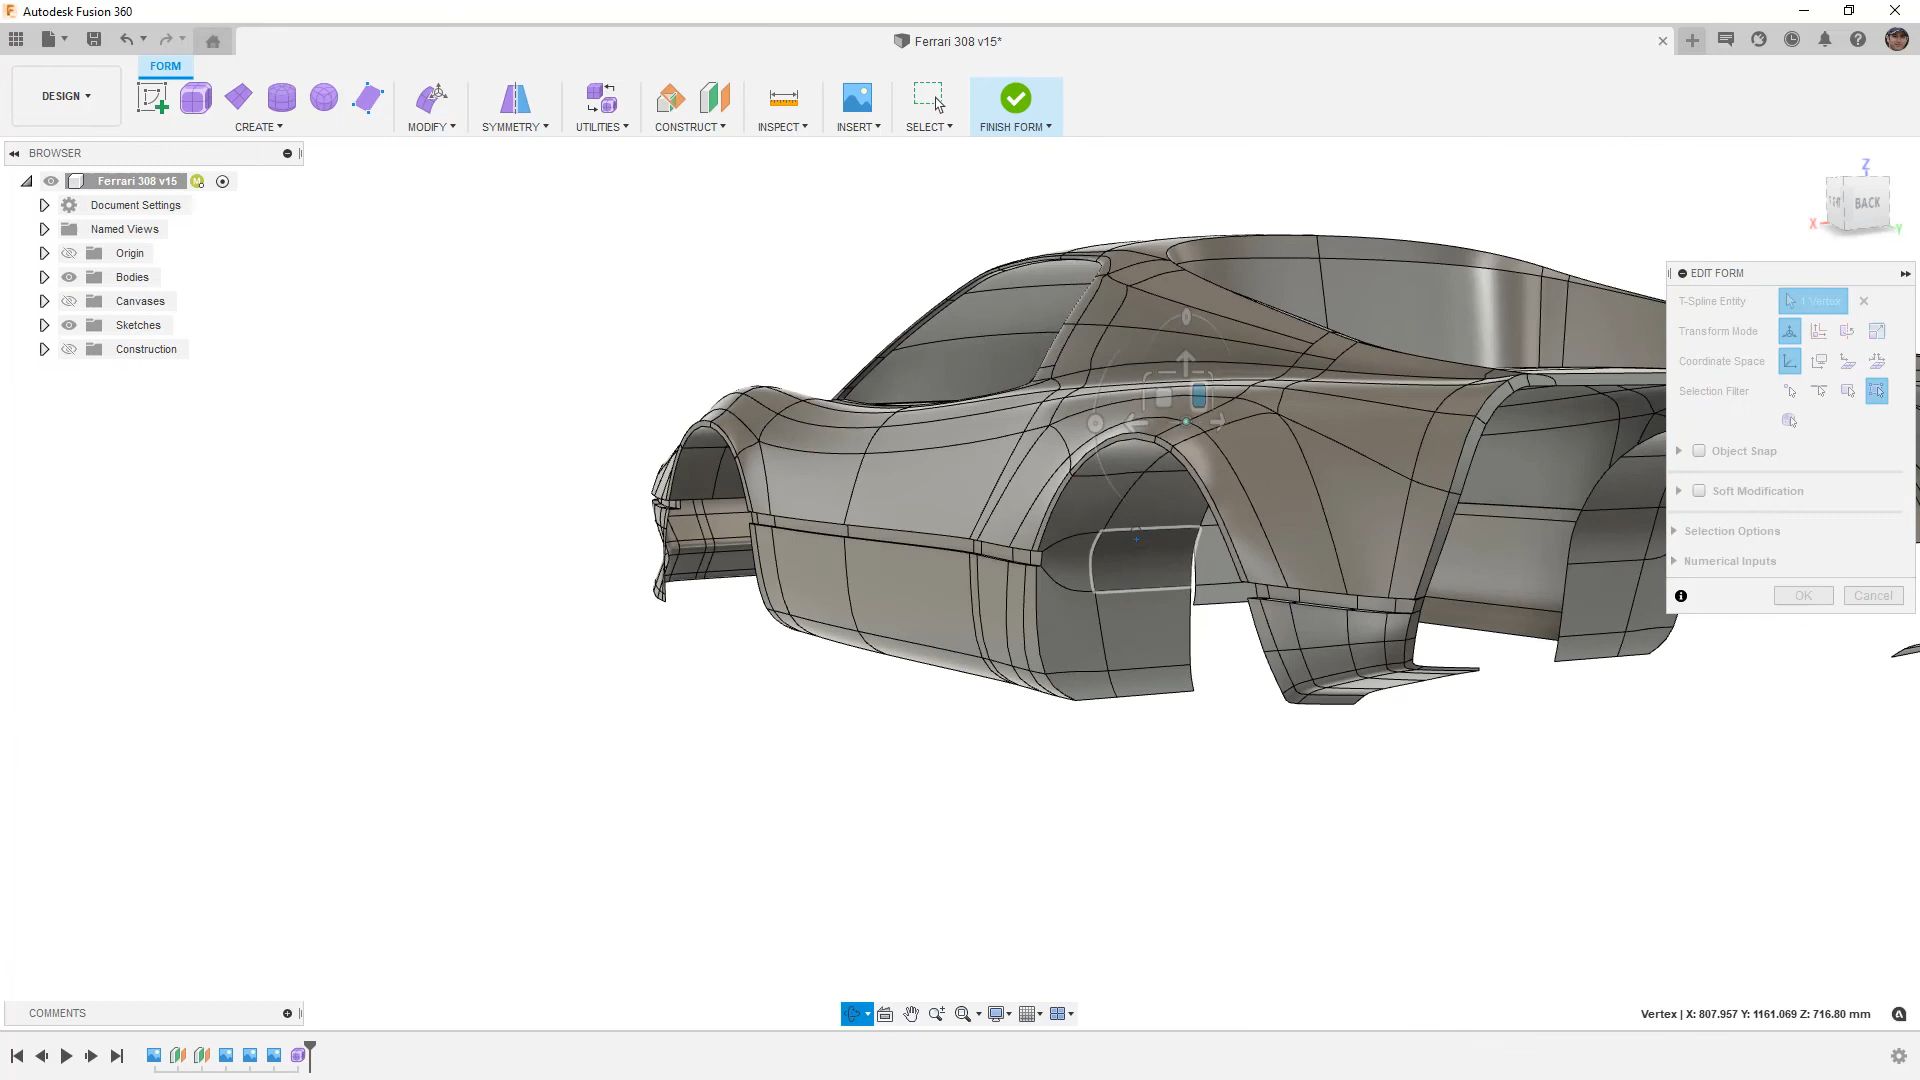 Autodesk Fusion 360
Ferrari 308 v15*
FORM
DESIGN
CREATE
MODIFY
SYMMETRY
UTILITIES
CONSTRUCT
INSPECT
INSERT
SELECT
FINISH FORM
BROWSER
Ferrari 308 v15
Document Settings
Named Views
Origin
Bodies
Canvases
Sketches
Construction
Z
BACK
X
Y
EDIT FORM
T-Spline Entity
1 Vertex
Transform Mode
Coordinate Space
Selection Filter
Object Snap
Soft Modification
Selection Options
Numerical Inputs
OK
Cancel
COMMENTS
Vertex | X: 807.957 Y: 1161.069 Z: 716.80 mm